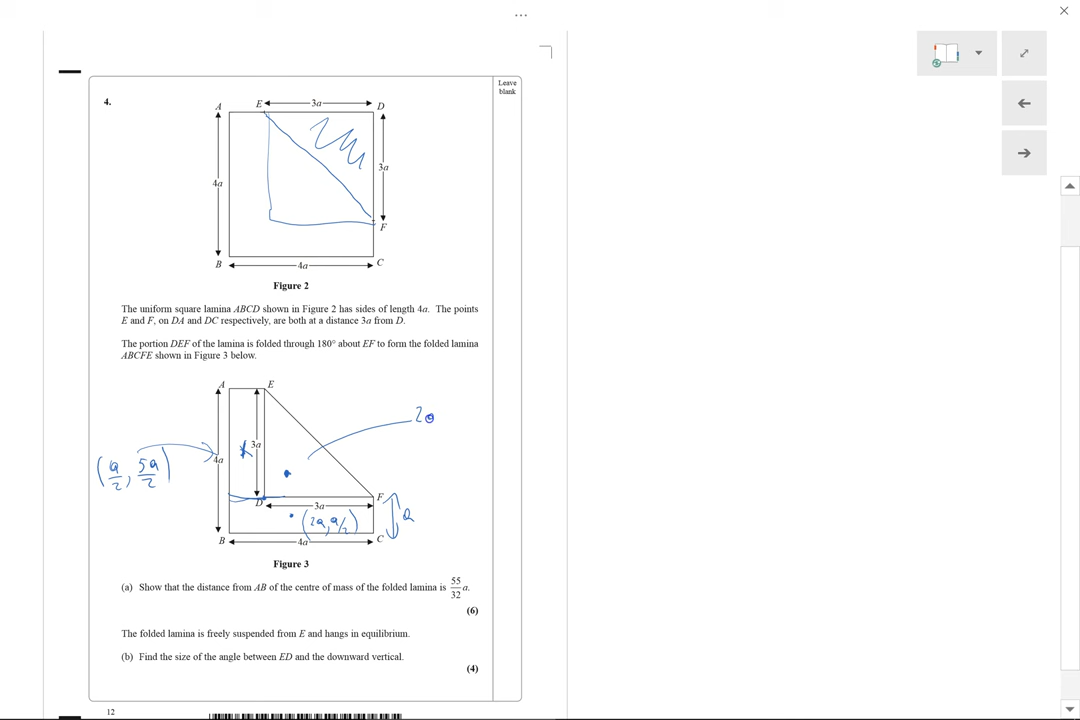 Leave
blank
4.
A E 3a D
4a 3a
F
B 4a C
Figure 2
The uniform square lamina ABCD shown in Figure 2 has sides of length 4a. The points
E and F, on DA and DC respectively, are both at a distance 3a from D.
The portion DEF of the lamina is folded through 180° about EF to form the folded lamina
ABCFE shown in Figure 3 below.
A E
2
3a
4a
(a/2, 5a/2)
D 3a F
(2a, a/2) a
B 4a C
Figure 3
(a) Show that the distance from AB of the centre of mass of the folded lamina is 55/32 a.
(6)
The folded lamina is freely suspended from E and hangs in equilibrium.
(b) Find the size of the angle between ED and the downward vertical.
(4)
12